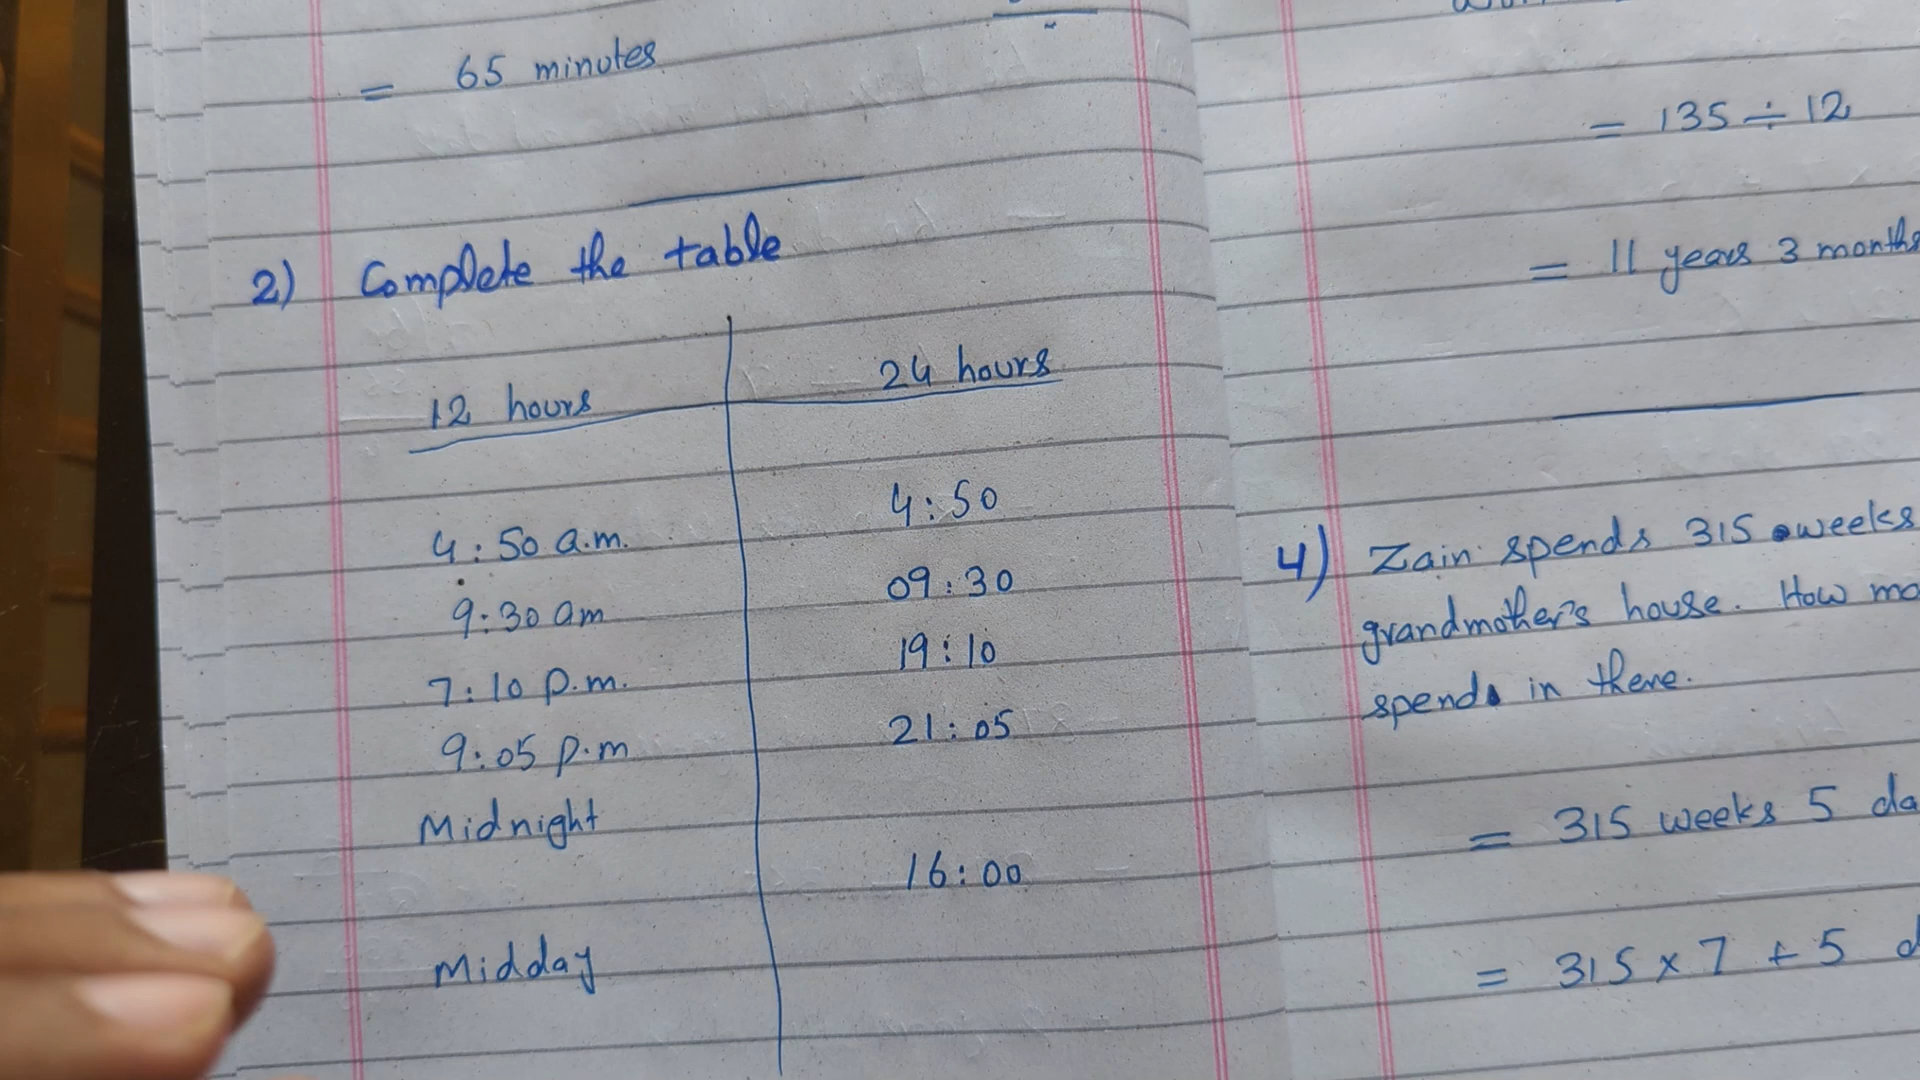 = 65 minutes
2) Complete the table
12 hours 24 hours
4:50 a.m. 4:50
9:30 am 09:30
7:10 p.m. 19:10
9:05 p.m 21:05
Midnight
16:00
Midday
= 135 ÷ 12
= 11 years 3 months
4) Zain spends 315 weeks
grandmother's house. How
spends in there.
= 315 weeks 5
= 315 x 7 + 5